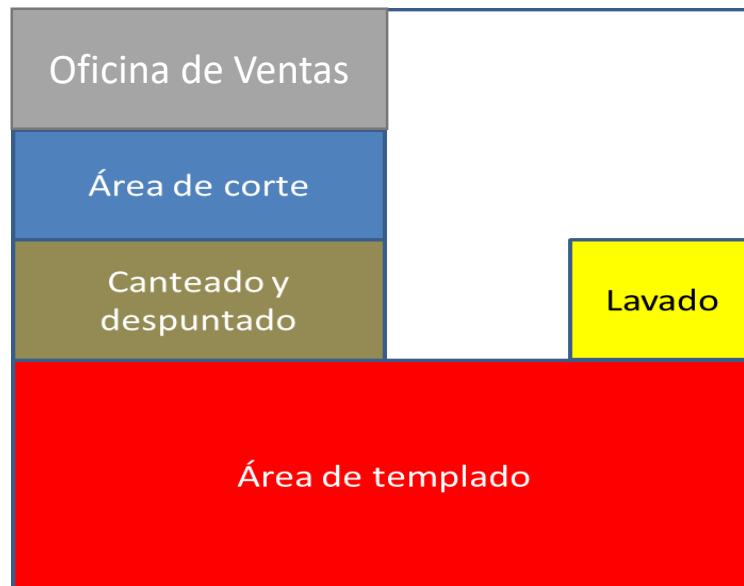 Oficina de Ventas
Área de corte
Canteado y
despuntado
Lavado
Área de templado